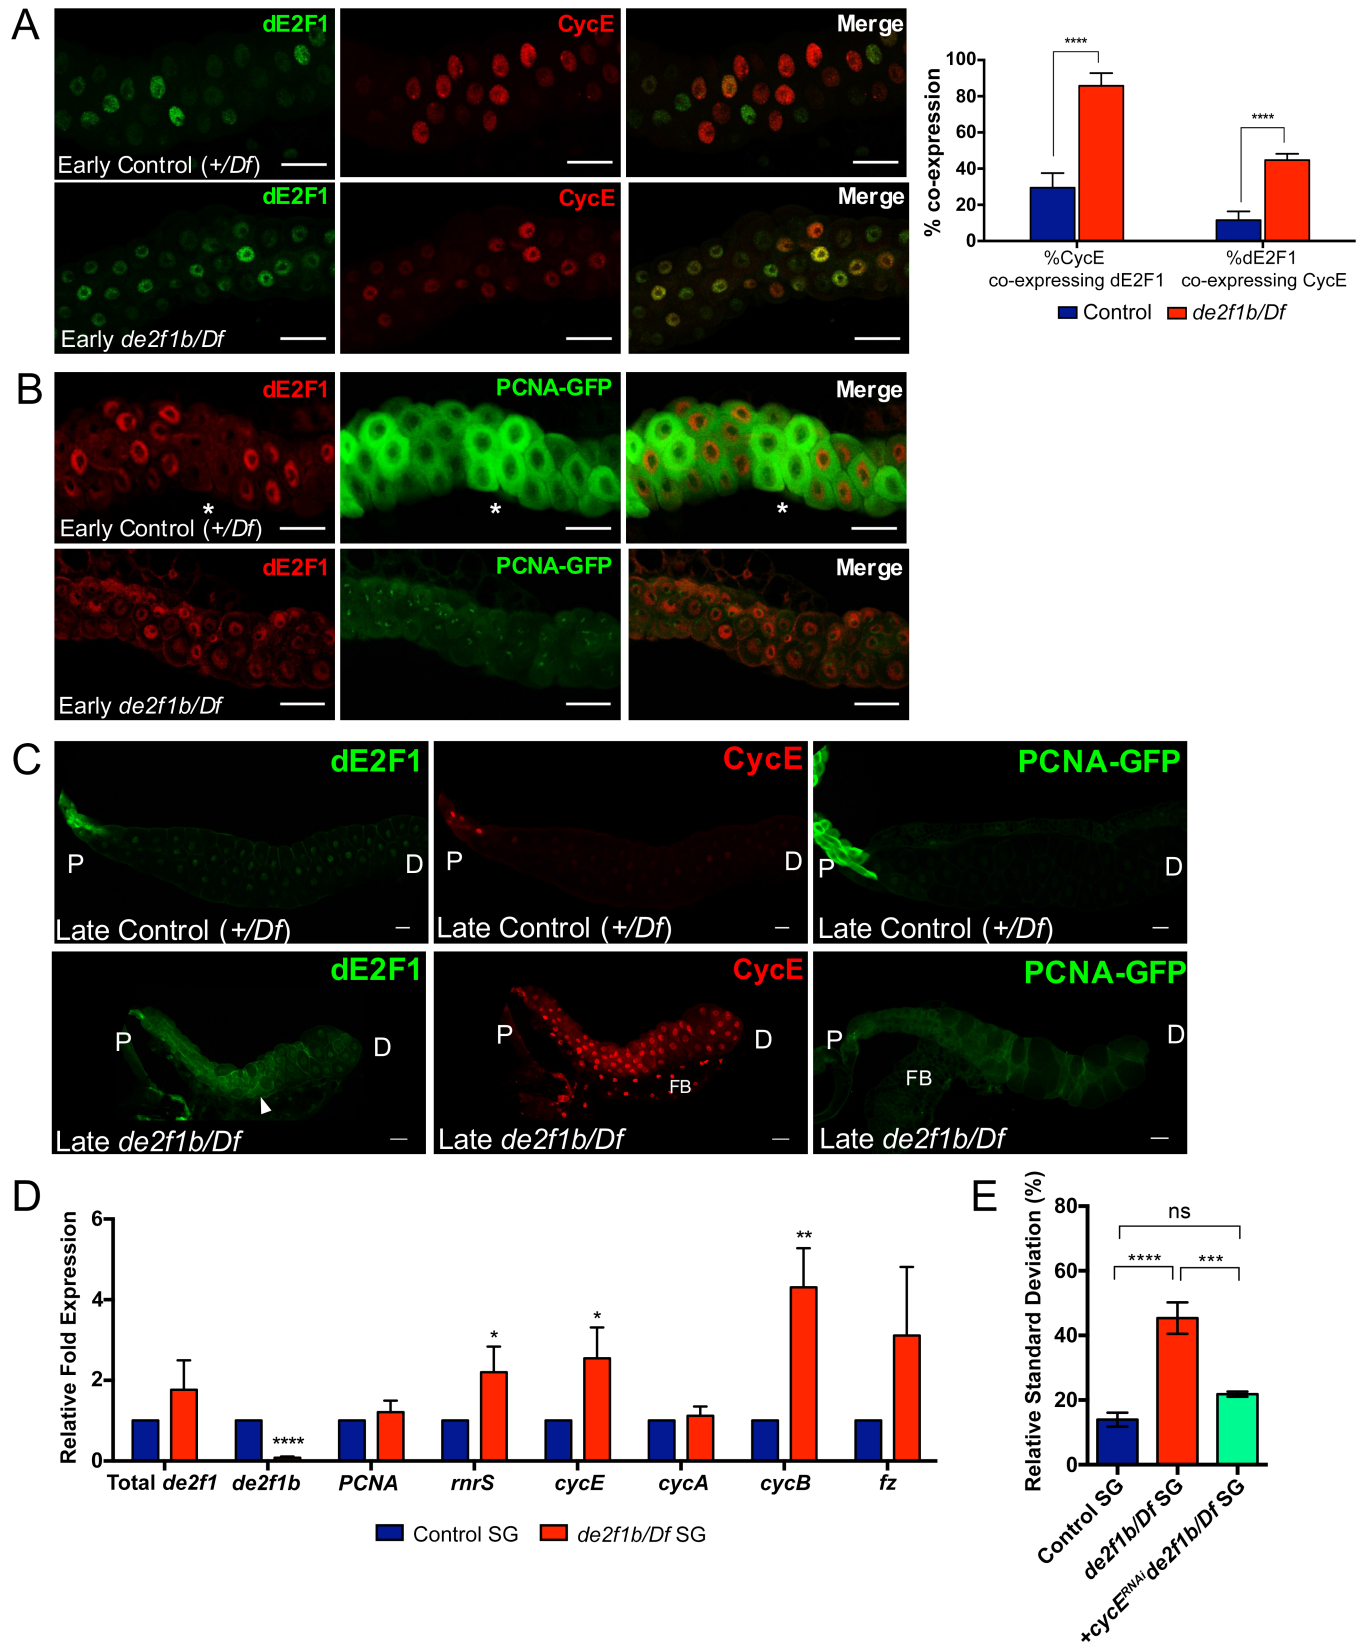 A
dE2F1
CycE
Merge
Early Control (+/Df)
dE2F1
CycE
Merge
Early de2f1b/Df
% co-expression
100
80
60
40
20
0
****
****
%CycE
co-expressing dE2F1
%dE2F1
co-expressing CycE
Control
de2f1b/Df
B
dE2F1
PCNA-GFP
Merge
*
*
*
Early Control (+/Df)
dE2F1
PCNA-GFP
Merge
Early de2f1b/Df
C
dE2F1
CycE
PCNA-GFP
P
D
P
D
P
D
Late Control (+/Df)
Late Control (+/Df)
Late Control (+/Df)
dE2F1
CycE
PCNA-GFP
P
D
P
D
FB
P
D
FB
Late de2f1b/Df
Late de2f1b/Df
Late de2f1b/Df
D
Relative Fold Expression
6
4
2
0
****
*
*
**
Total de2f1
de2f1b
PCNA
rnrS
cycE
cycA
cycB
fz
Control SG
de2f1b/Df SG
E
Relative Standard Deviation (%)
80
60
40
20
0
ns
****
***
Control SG
de2f1b/Df SG
+cycE^RNAi de2f1b/Df SG